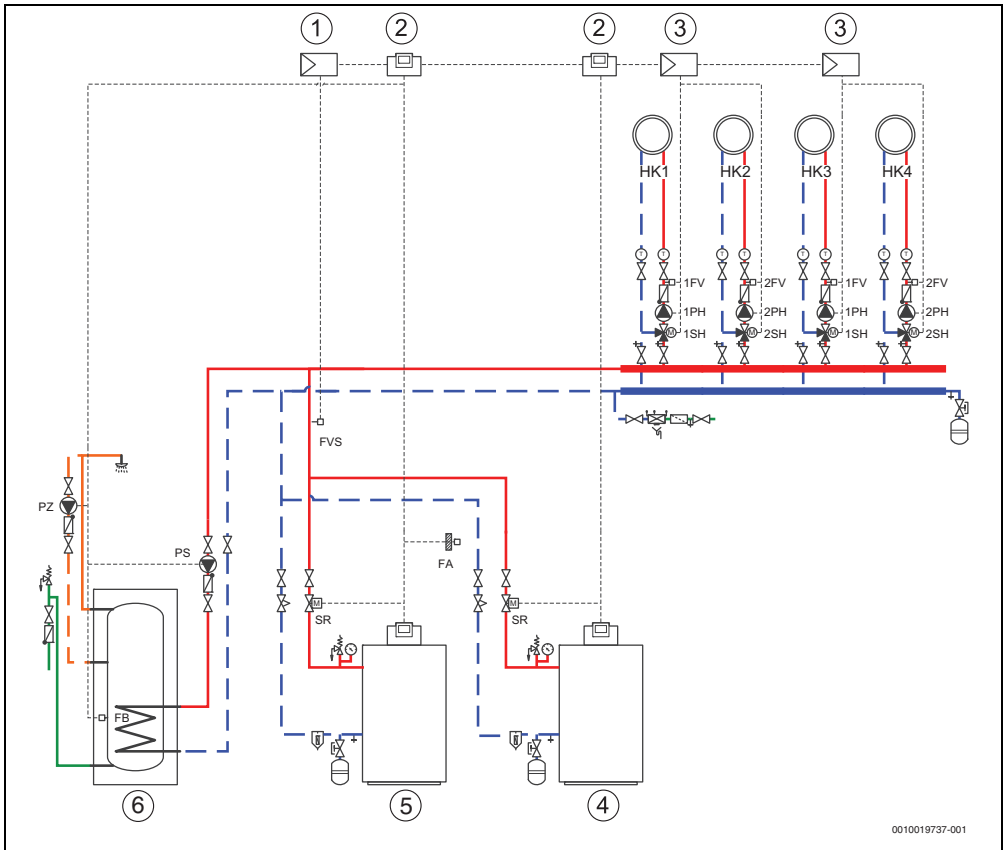 1 2 2 3 3
HK1 HK2 HK3 HK4
T T T T T T T T
1FV 2FV 1FV 2FV
1PH 2PH 1PH 2PH
M 1SH M 2SH M 1SH M 2SH
FVS
PZ
PS
FA
M M
SR SR
FB
6 5 4
0010019737-001